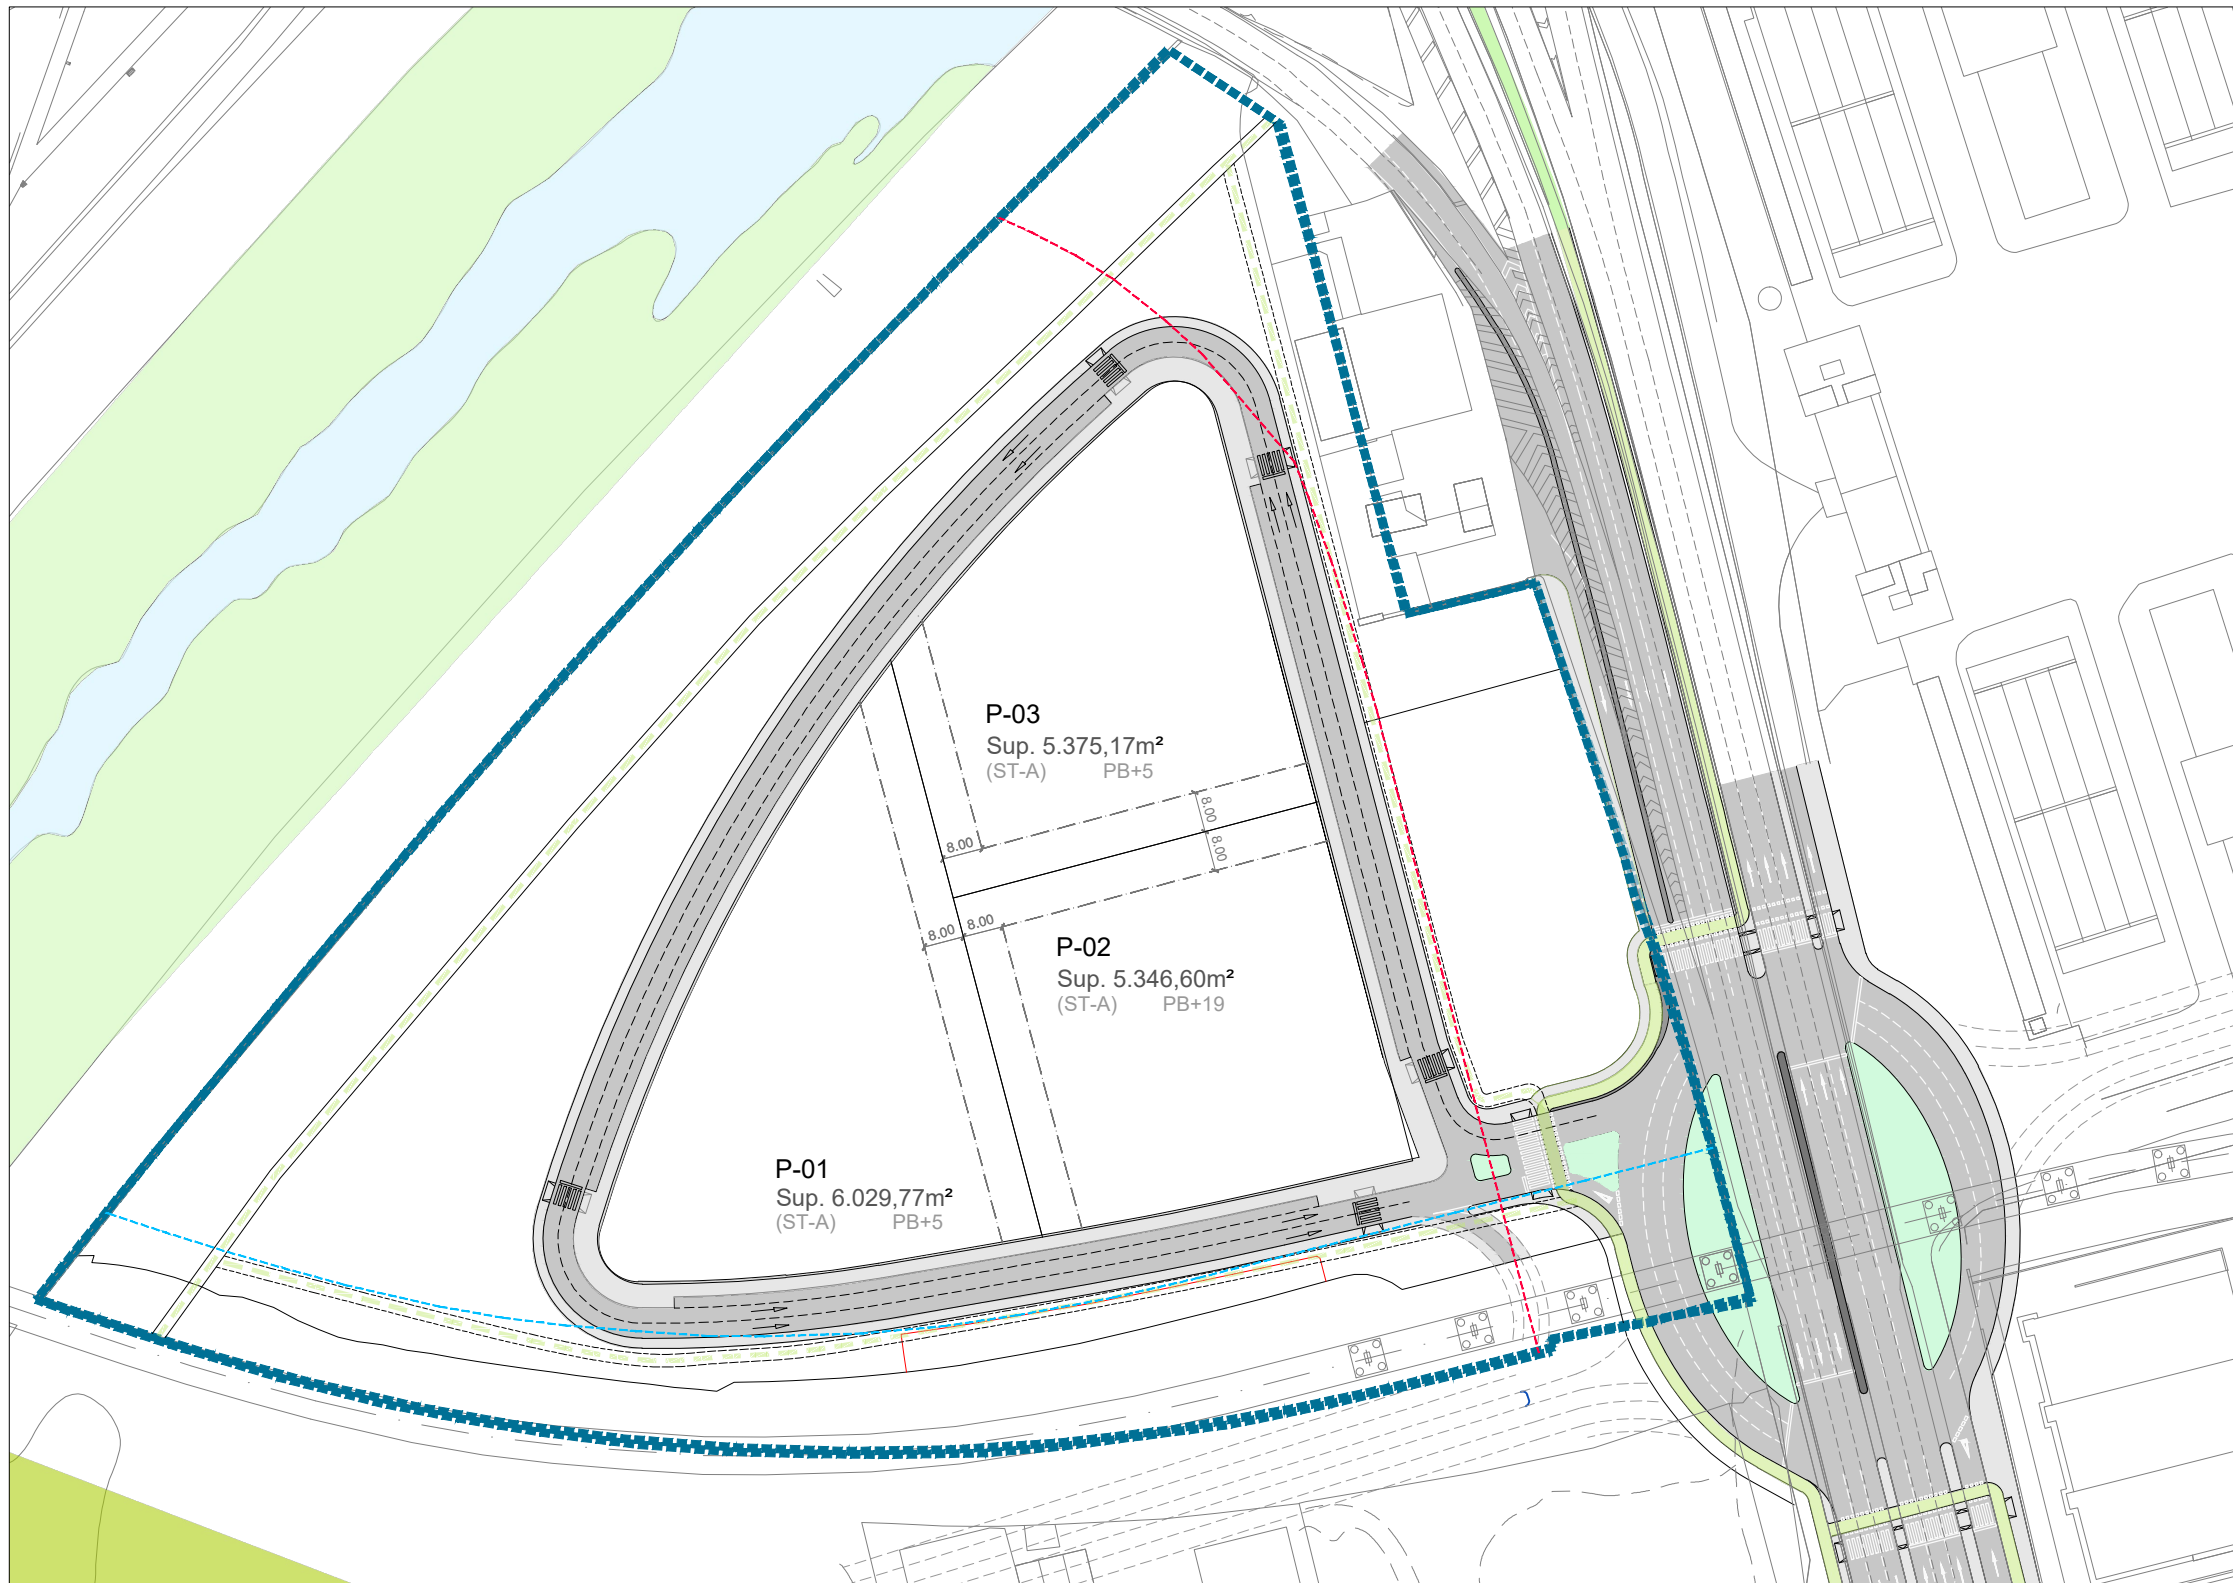 P-03
Sup. 5.375,17m²
(ST-A) PB+5
8.00
8.00
8.00
8.00
8.00
P-02
Sup. 5.346,60m²
(ST-A) PB+19
P-01
Sup. 6.029,77m²
(ST-A) PB+5